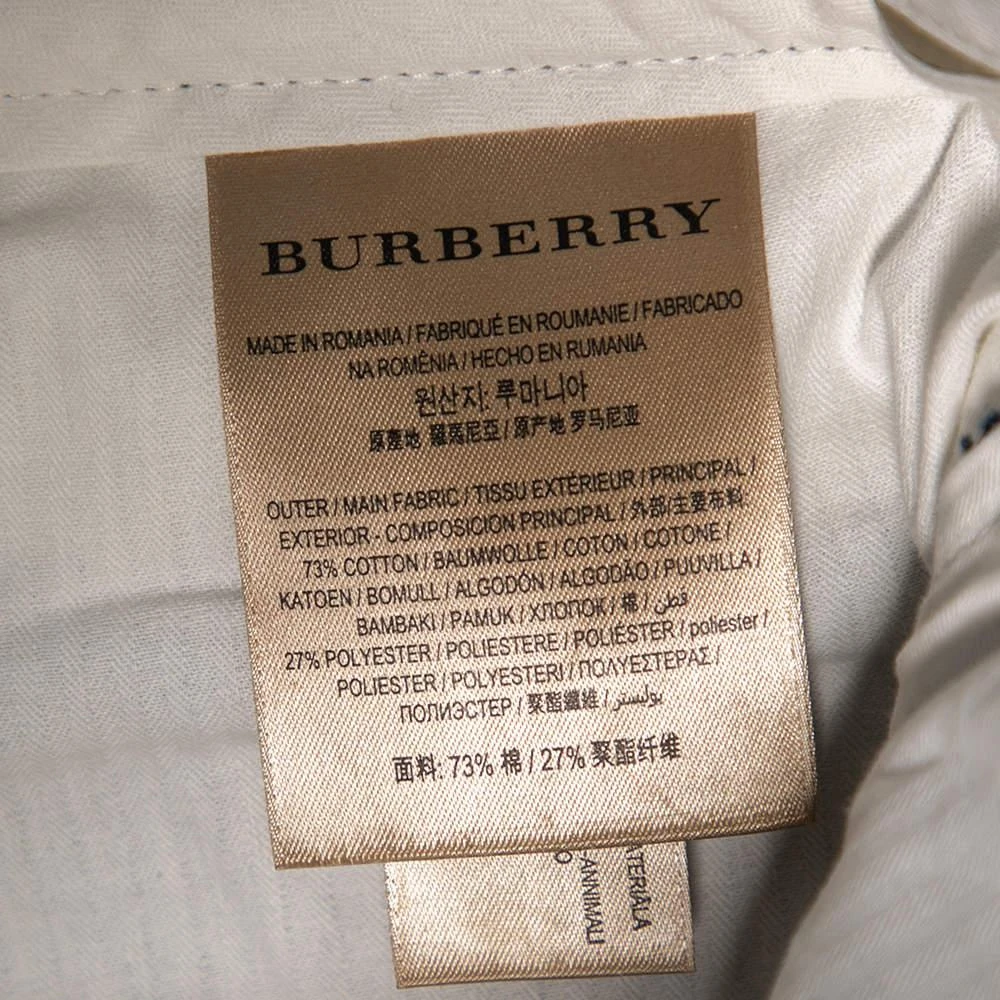 BURBERRY
MADE IN ROMANIA / FABRIQUÉ EN ROUMANIE / FABRICADO
NA ROMÉNIA / HECHO EN RUMANIA
원산지: 루마니아
原產地 羅馬尼亞 / 原产地 罗马尼亚
OUTER / MAIN FABRIC / TISSU EXTÉRIEUR / PRINCIPAL /
EXTERIOR - COMPOSICION PRINCIPAL / 外部/主要布料
73% COTTON / BAUMWOLLE / COTON / COTONE /
KATOEN / BOMULL / ALGODÓN / ALGODÃO / PUUVILLA /
BAMBAKI / PAMUK / ХЛОПОК / 棉 / قطن
27% POLYESTER / POLIESTERE / POLIÉSTER / poliester /
POLIESTER / POLYESTERI / ΠΟΛΥΕΣΤΕΡΑΣ /
ПОЛИЭСТЕР / 聚酯纖維 / بوليستر
面料: 73% 棉 / 27% 聚酯纤维
ANNIMALI